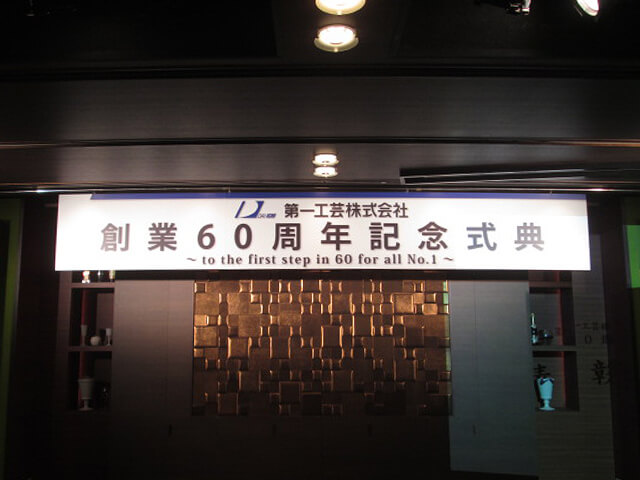 第一工芸株式会社
創業60周年記念式典
~ to the first step in 60 for all No.1 ~